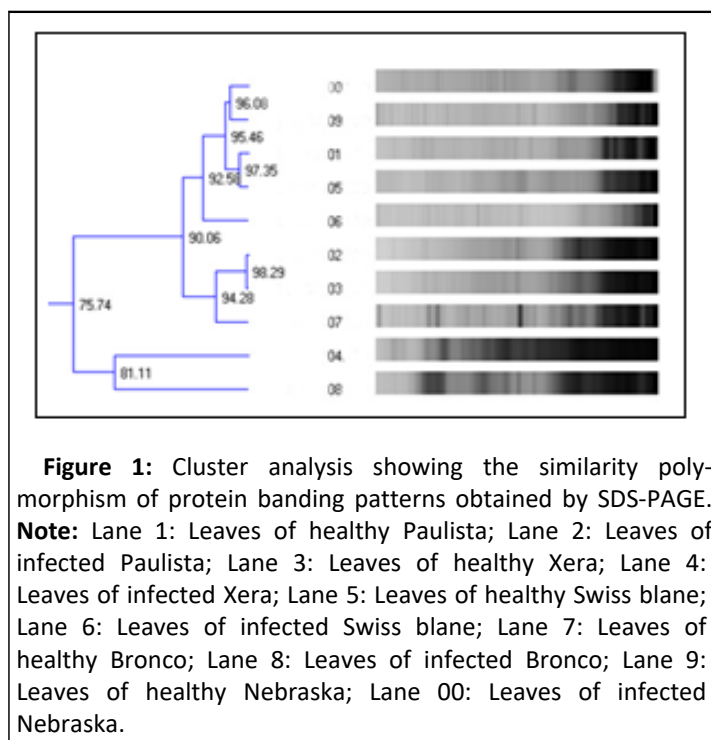 00
96.08
09
95.46
01
97.35
92.58
05
06
90.06
02
98.29
94.28
03
75.74
07
04.
81.11
08
Figure 1: Cluster analysis showing the similarity poly-
morphism of protein banding patterns obtained by SDS-PAGE.
Note: Lane 1: Leaves of healthy Paulista; Lane 2: Leaves of
infected Paulista; Lane 3: Leaves of healthy Xera; Lane 4:
Leaves of infected Xera; Lane 5: Leaves of healthy Swiss blane;
Lane 6: Leaves of infected Swiss blane; Lane 7: Leaves of
healthy Bronco; Lane 8: Leaves of infected Bronco; Lane 9:
Leaves of healthy Nebraska; Lane 00: Leaves of infected
Nebraska.